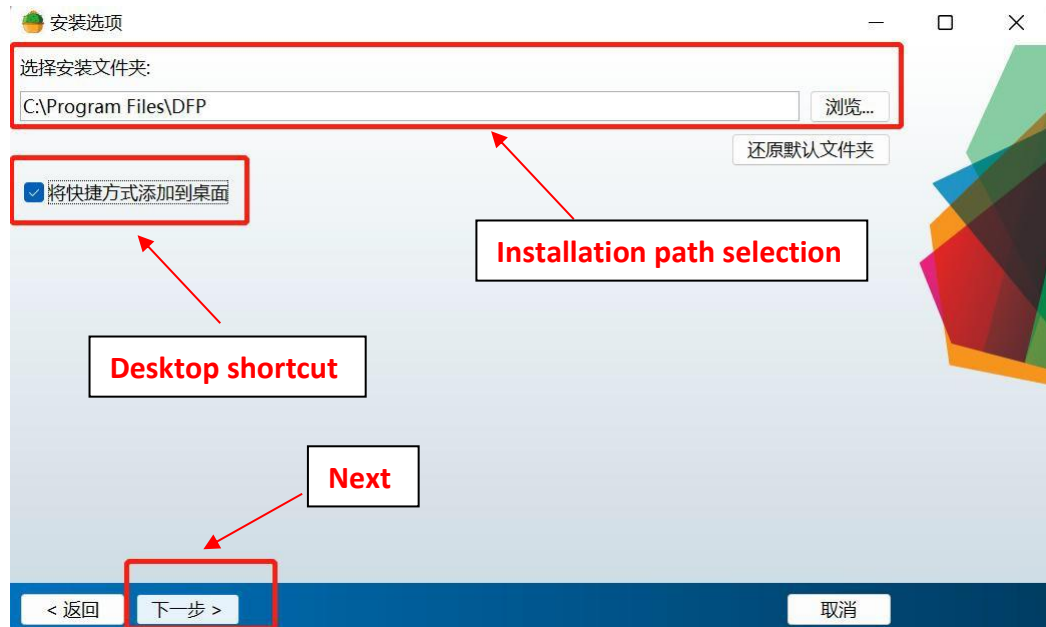 安装选项
选择安装文件夹:
C:\Program Files\DFP
浏览...
还原默认文件夹
将快捷方式添加到桌面
Installation path selection
Desktop shortcut
Next
< 返回
下一步 >
取消